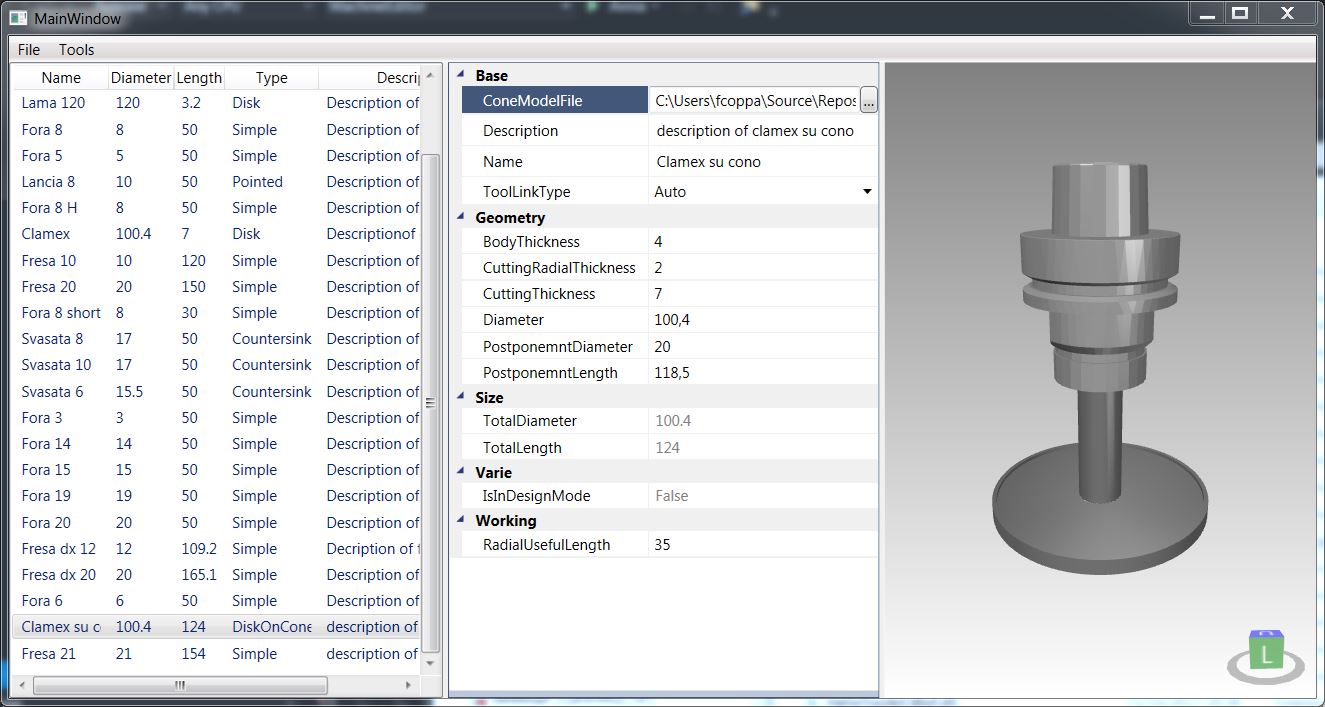 MainWindow
File Tools
Name Diameter Length Type Descrip
Lama 120 120 3.2 Disk Description of
Fora 8 8 50 Simple Description of
Fora 5 5 50 Simple Description of
Lancia 8 10 50 Pointed Description of
Fora 8 H 8 50 Simple Description of
Clamex 100.4 7 Disk Descriptionof
Fresa 10 10 120 Simple Description of
Fresa 20 20 150 Simple Description of
Fora 8 short 8 30 Simple Description of
Svasata 8 17 50 Countersink Description of
Svasata 10 17 50 Countersink Description of
Svasata 6 15.5 50 Countersink Description of
Fora 3 3 50 Simple Description of
Fora 14 14 50 Simple Description of
Fora 15 15 50 Simple Description of
Fora 19 19 50 Simple Description of
Fora 20 20 50 Simple Description of
Fresa dx 12 12 109.2 Simple Decription of f
Fresa dx 20 20 165.1 Simple Description of
Fora 6 6 50 Simple Description of
Clamex su c 100.4 124 DiskOnCone description of
Fresa 21 21 154 Simple description of
Base
ConeModelFile C:\Users\fcoppa\Source\Repos ...
Description description of clamex su cono
Name Clamex su cono
ToolLinkType Auto
Geometry
BodyThickness 4
CuttingRadialThickness 2
CuttingThickness 7
Diameter 100,4
PostponemntDiameter 20
PostponemntLength 118,5
Size
TotalDiameter 100.4
TotalLength 124
Varie
IsInDesignMode False
Working
RadialUsefulLength 35
L